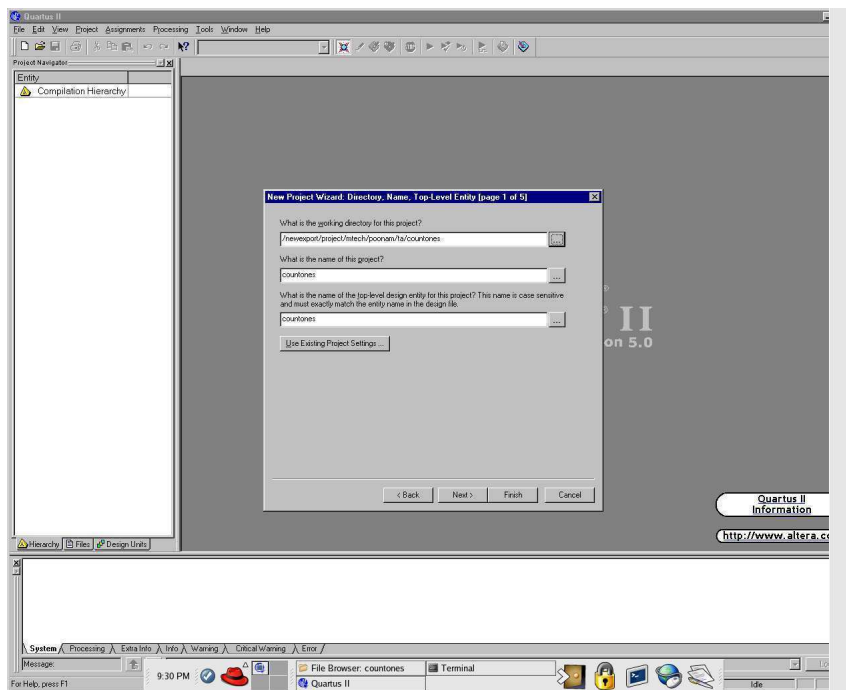 Quartus II
File Edit View Project Assignments Processing Tools Window Help
Project Navigator
Entity
Compilation Hierarchy
New Project Wizard: Directory, Name, Top-Level Entity [page 1 of 5]
What is the working directory for this project?
/newexport/project/mtech/poonam/ta/countones
...
What is the name of this project?
countones
...
What is the name of the top-level design entity for this project? This name is case sensitive
and must exactly match the entity name in the design file.
countones
...
Use Existing Project Settings ...
II
on 5.0
< Back Next > Finish Cancel
Quartus II
Information
http://www.altera.co
Hierarchy Files Design Units
System Processing Extra Info Info Warning Critical Warning Error
Message:
9:30 PM
File Browser: countones
Terminal
Quartus II
For Help, press F1
Idle